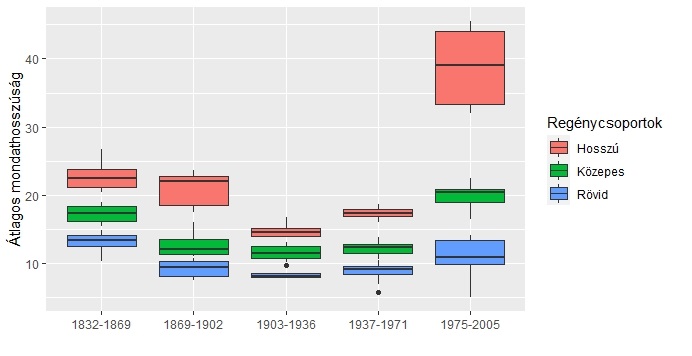 Átlagos mondathosszúság
40
30
20
10
1832-1869 1869-1902 1903-1936 1937-1971 1975-2005
Regénycsoportok
Hosszú
Közepes
Rövid